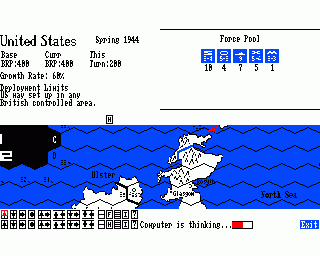 United States Spring 1944
Force Pool
Base Curr This
BRP:400 BRP:400 Turn:200
10 4 7 5 1
Growth Rate: 60%
Deployment Limits
US may set up in any
British controlled area.
Ulster
Glasgow
North Sea
Computer is thinking...
Exit